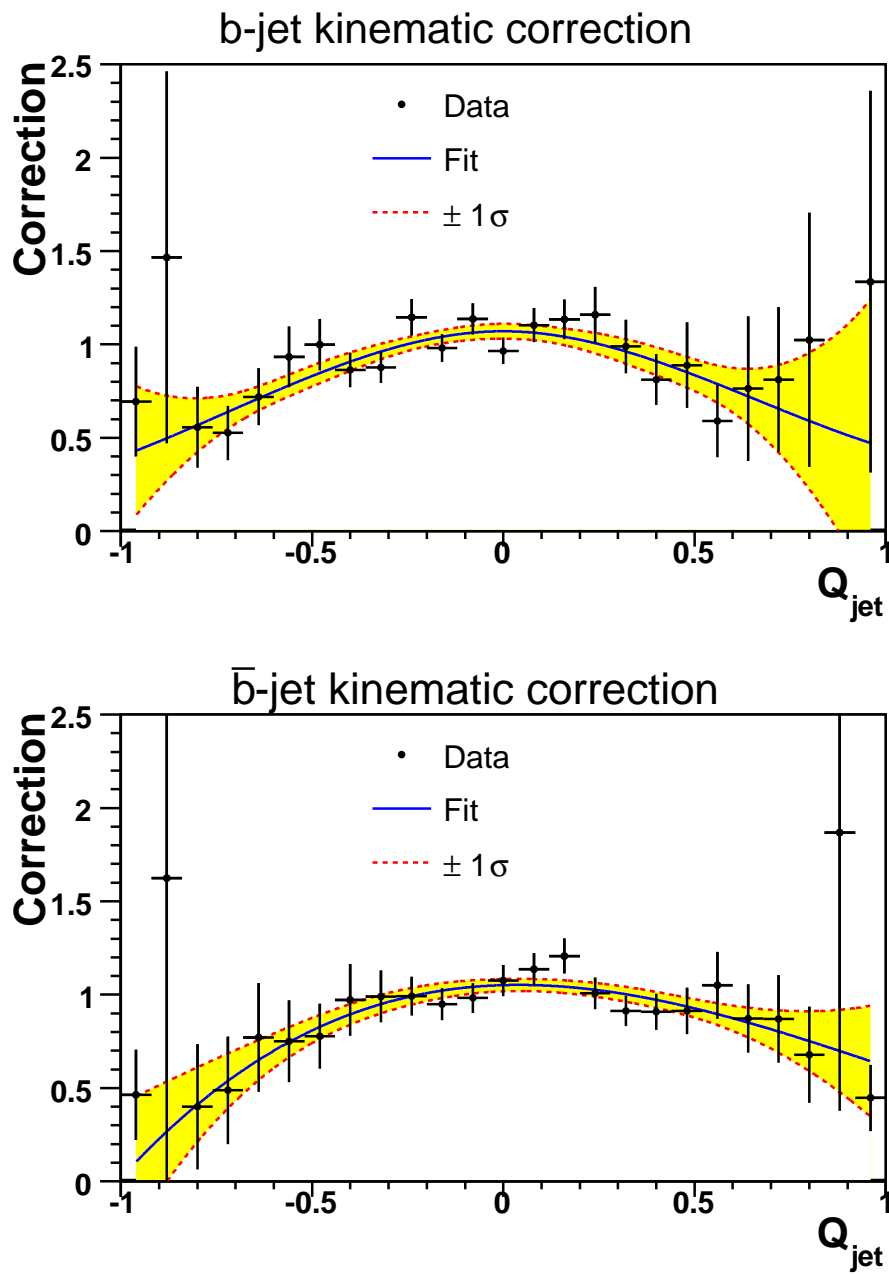 b-jet kinematic correction
Correction
2.5
2
1.5
1
0.5
0
Data
Fit
± 1σ
-1 -0.5 0 0.5 1
Q_jet
b̅-jet kinematic correction
Correction
2.5
2
1.5
1
0.5
0
Data
Fit
± 1σ
-1 -0.5 0 0.5 1
Q_jet